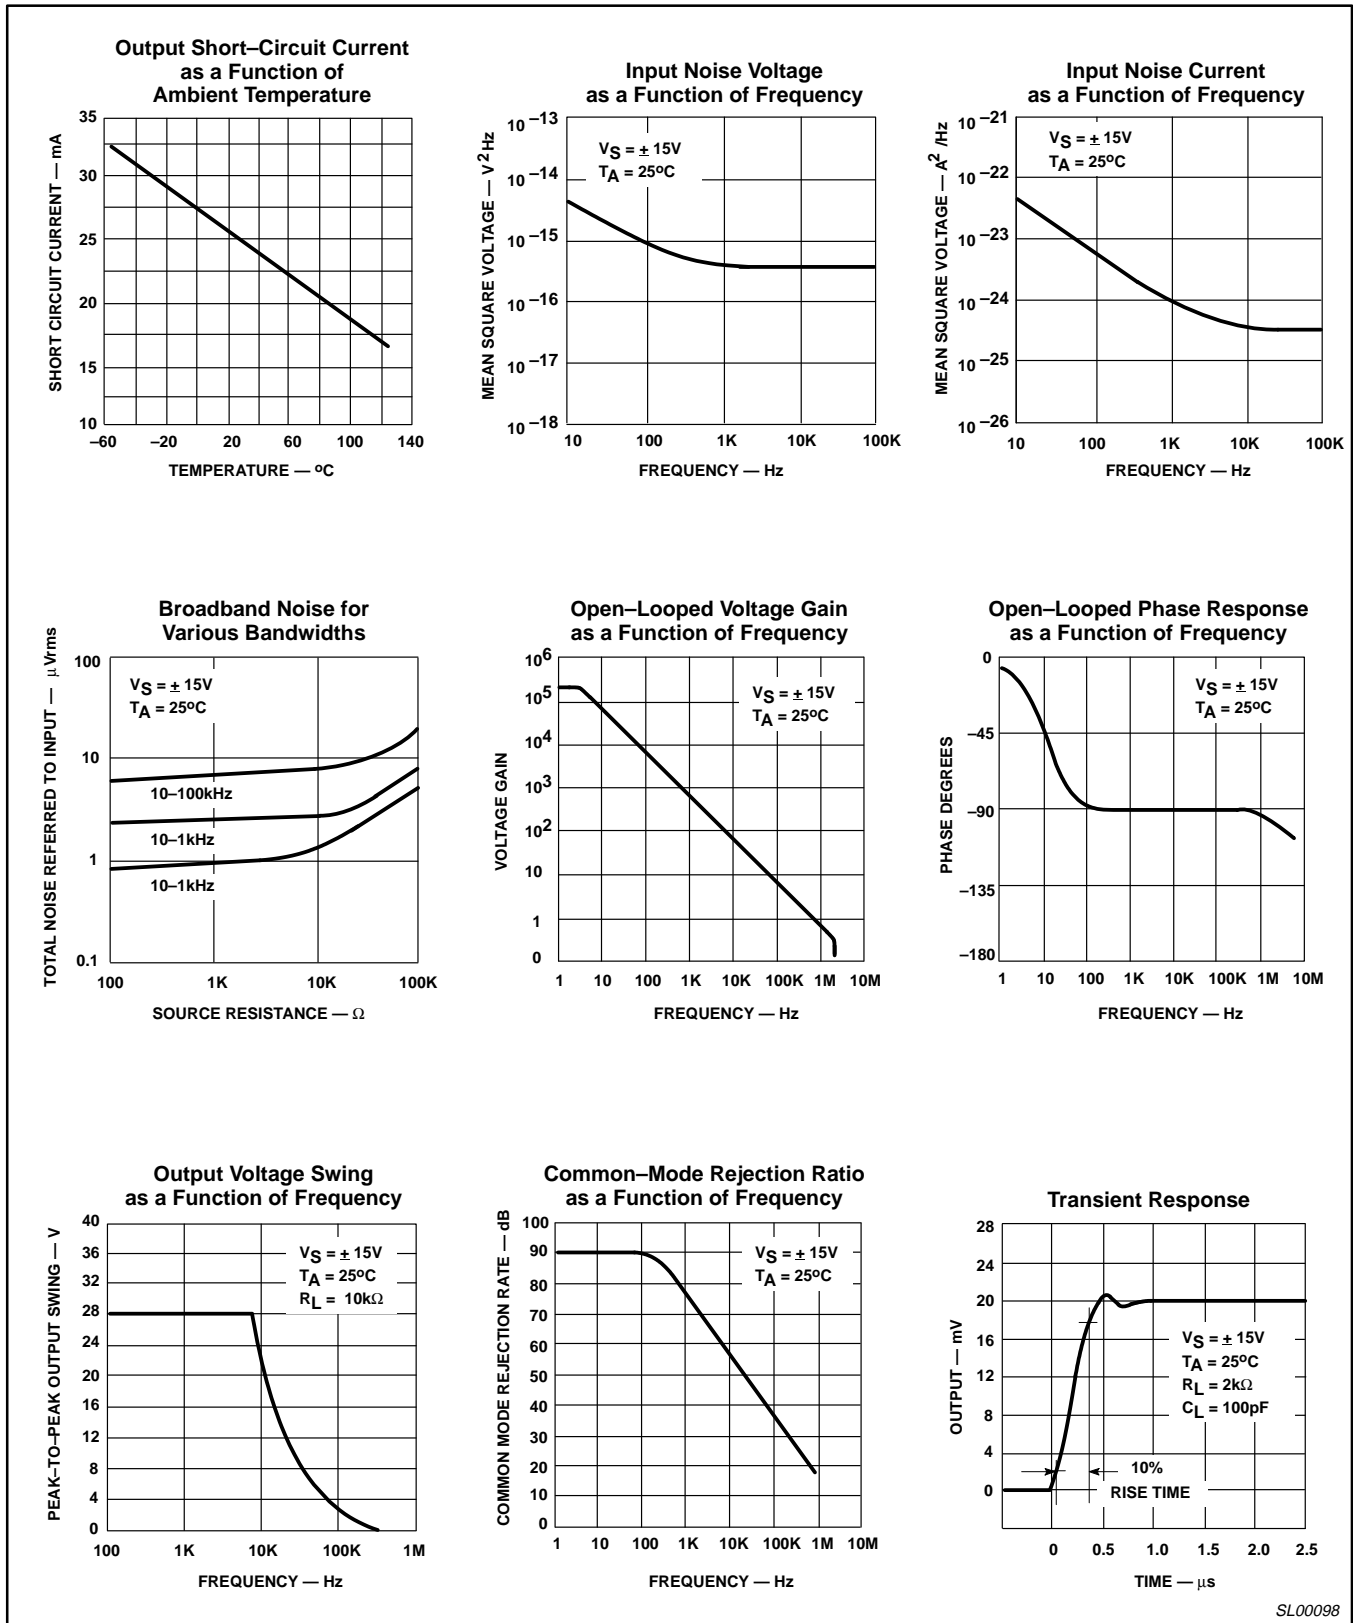 Output Short–Circuit Current
as a Function of
Ambient Temperature
SHORT CIRCUIT CURRENT — mA
35
30
25
20
15
10
–60
–20
20
60
100
140
TEMPERATURE — oC
Input Noise Voltage
as a Function of Frequency
MEAN SQUARE VOLTAGE — V2Hz
10 –13
10 –14
10 –15
10 –16
10 –17
10 –18
VS = ± 15V
TA = 25oC
10
100
1K
10K
100K
FREQUENCY — Hz
Input Noise Current
as a Function of Frequency
MEAN SQUARE VOLTAGE — A2 /Hz
10 –21
10 –22
10 –23
10 –24
10 –25
10 –26
VS = ± 15V
TA = 25oC
10
100
1K
10K
100K
FREQUENCY — Hz
Broadband Noise for
Various Bandwidths
TOTAL NOISE REFERRED TO INPUT — μVrms
100
10
1
0.1
VS = ± 15V
TA = 25oC
10–100kHz
10–1kHz
10–1kHz
100
1K
10K
100K
SOURCE RESISTANCE — Ω
Open–Looped Voltage Gain
as a Function of Frequency
VOLTAGE GAIN
106
105
104
103
102
10
1
0
VS = ± 15V
TA = 25oC
1
10
100
1K
10K
100K
1M
10M
FREQUENCY — Hz
Open–Looped Phase Response
as a Function of Frequency
PHASE DEGREES
0
–45
–90
–135
–180
VS = ± 15V
TA = 25oC
1
10
100
1K
10K
100K
1M
10M
FREQUENCY — Hz
Output Voltage Swing
as a Function of Frequency
PEAK–TO–PEAK OUTPUT SWING — V
40
36
32
28
24
20
16
12
8
4
0
VS = ± 15V
TA = 25oC
RL = 10kΩ
100
1K
10K
100K
1M
FREQUENCY — Hz
Common–Mode Rejection Ratio
as a Function of Frequency
COMMON MODE REJECTION RATE — dB
100
90
80
70
60
50
40
30
20
10
0
VS = ± 15V
TA = 25oC
1
10
100
1K
10K
100K
1M
10M
FREQUENCY — Hz
Transient Response
OUTPUT — mV
28
24
20
16
12
8
4
0
VS = ± 15V
TA = 25oC
RL = 2kΩ
CL = 100pF
10%
RISE TIME
0
0.5
1.0
1.5
2.0
2.5
TIME — μs
SL00098